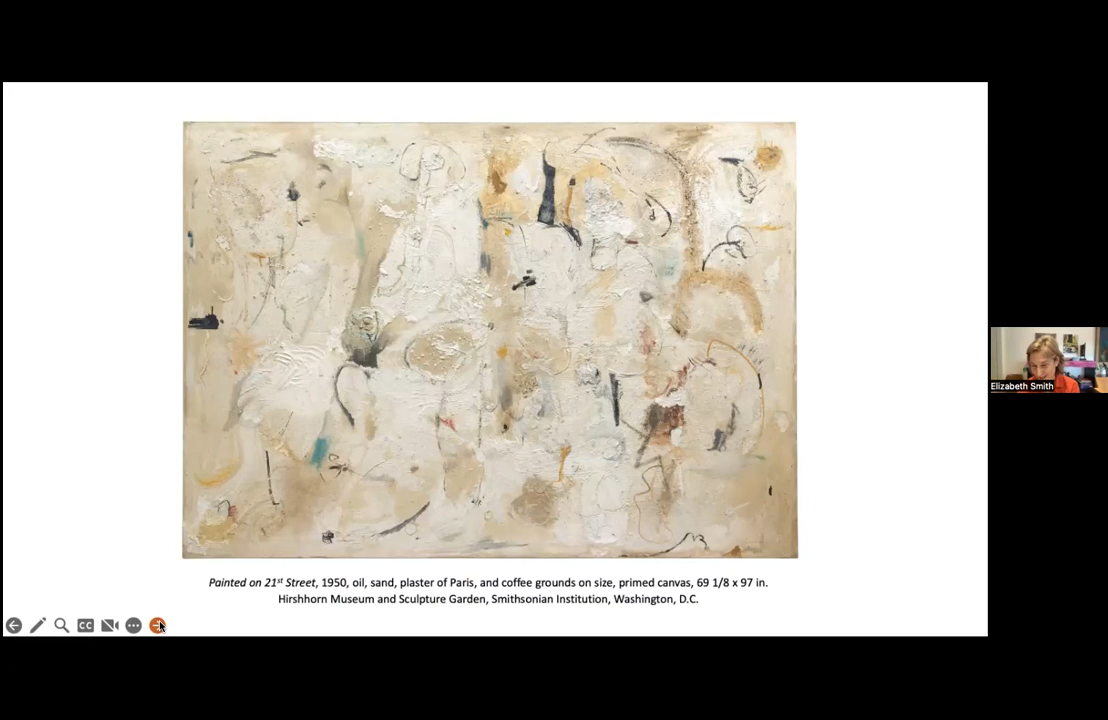 Painted on 21st Street, 1950, oil, sand, plaster of Paris, and coffee grounds on size, primed canvas, 69 1/8 x 97 in.
Hirshhorn Museum and Sculpture Garden, Smithsonian Institution, Washington, D.C.
Elizabeth Smith
CC